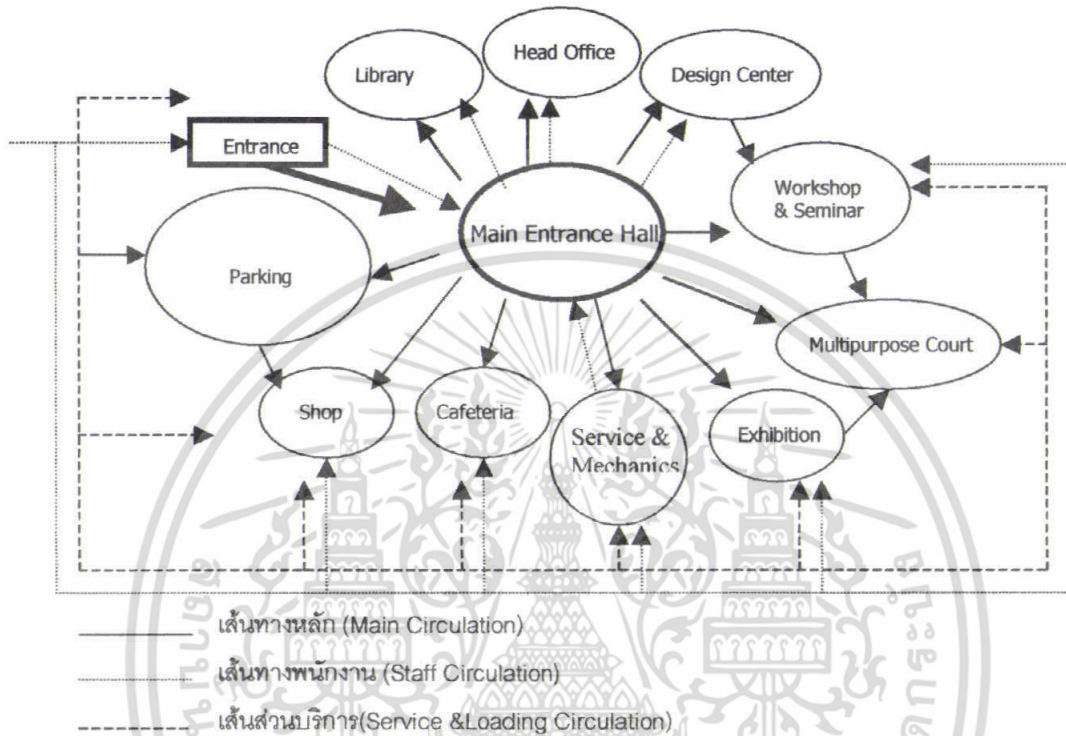 Head Office
Library
Design Center
Entrance
Workshop
& Seminar
Main Entrance Hall
Parking
Multipurpose Court
Shop
Cafeteria
Service &
Mechanics
Exhibition
เส้นทางหลัก (Main Circulation)
เส้นทางพนักงาน (Staff Circulation)
เส้นส่วนบริการ(Service &Loading Circulation)